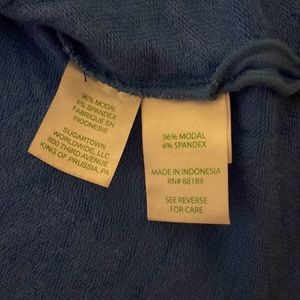 96% MODAL
4% SPANDEX
FABRIQUE EN
INDONESIE
SUGARTOWN
WORLDWIDE, LLC
800 THIRD AVENUE
KING OF PRUSSIA, PA
96% MODAL
4% SPANDEX
MADE IN INDONESIA
RN# 88189
SEE REVERSE
FOR CARE